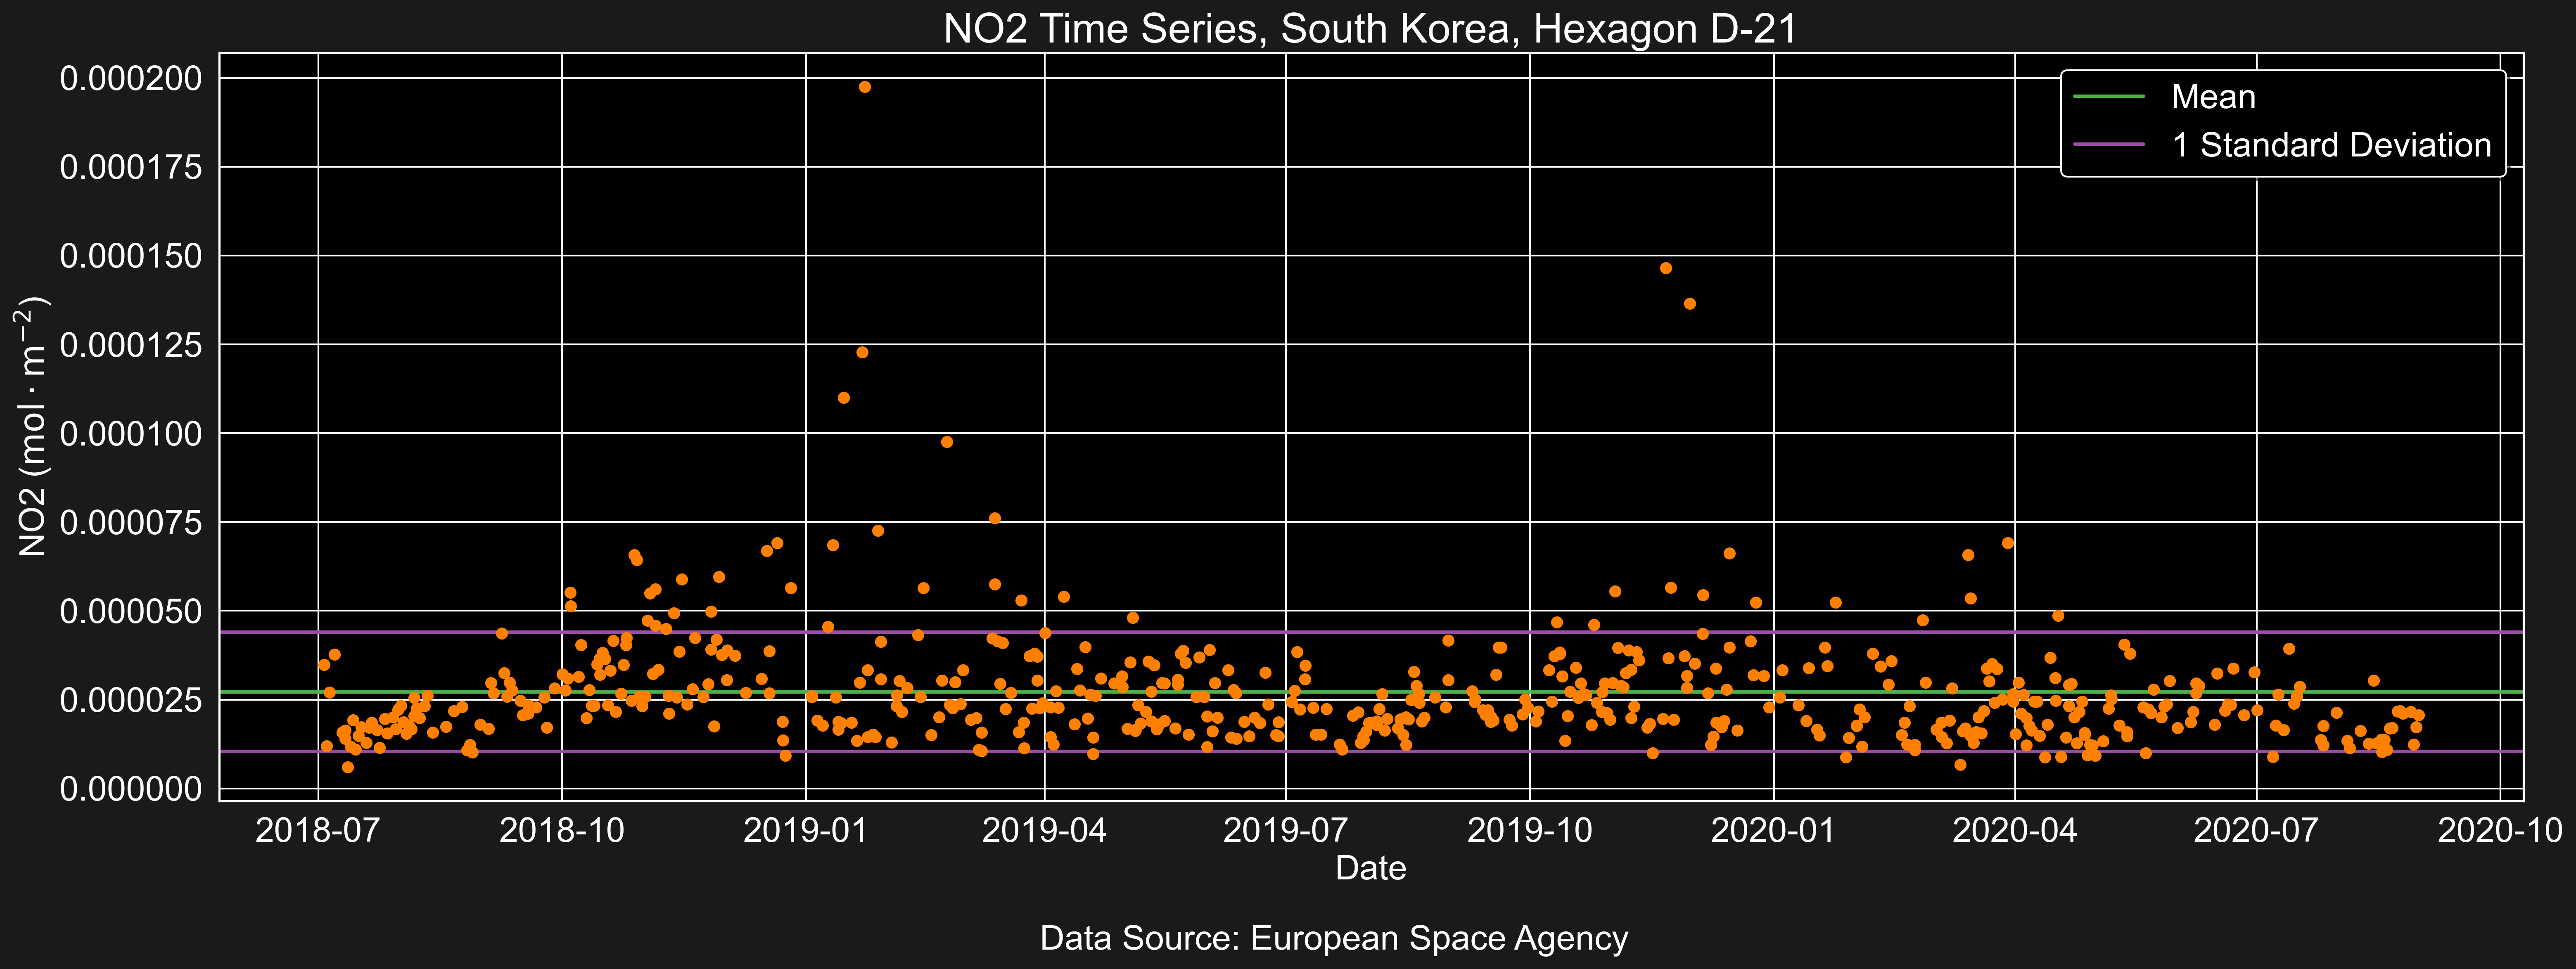 NO2 Time Series, South Korea, Hexagon D-21
0.000200
0.000175
0.000150
0.000125
0.000100
0.000075
0.000050
0.000025
0.000000
NO2 (mol · m⁻²)
Mean
1 Standard Deviation
2018-07 2018-10 2019-01 2019-04 2019-07 2019-10 2020-01 2020-04 2020-07 2020-10
Date
Data Source: European Space Agency